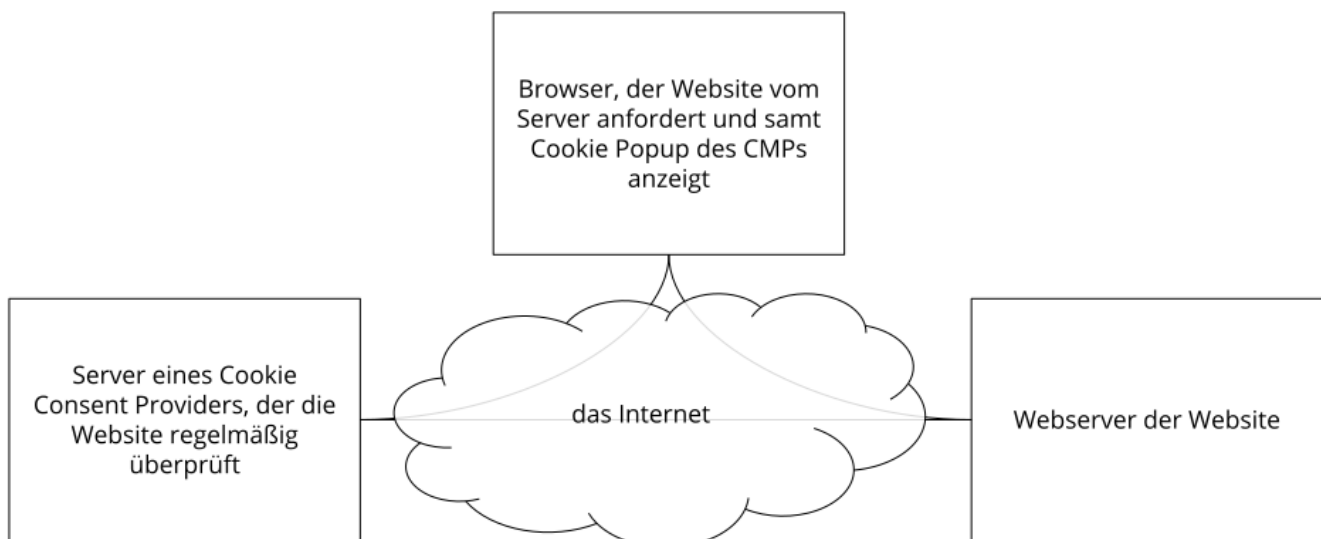 Browser, der Website vom
Server anfordert und samt
Cookie Popup des CMPs
anzeigt
Server eines Cookie
Consent Providers, der die
Website regelmäßig
überprüft
das Internet
Webserver der Website